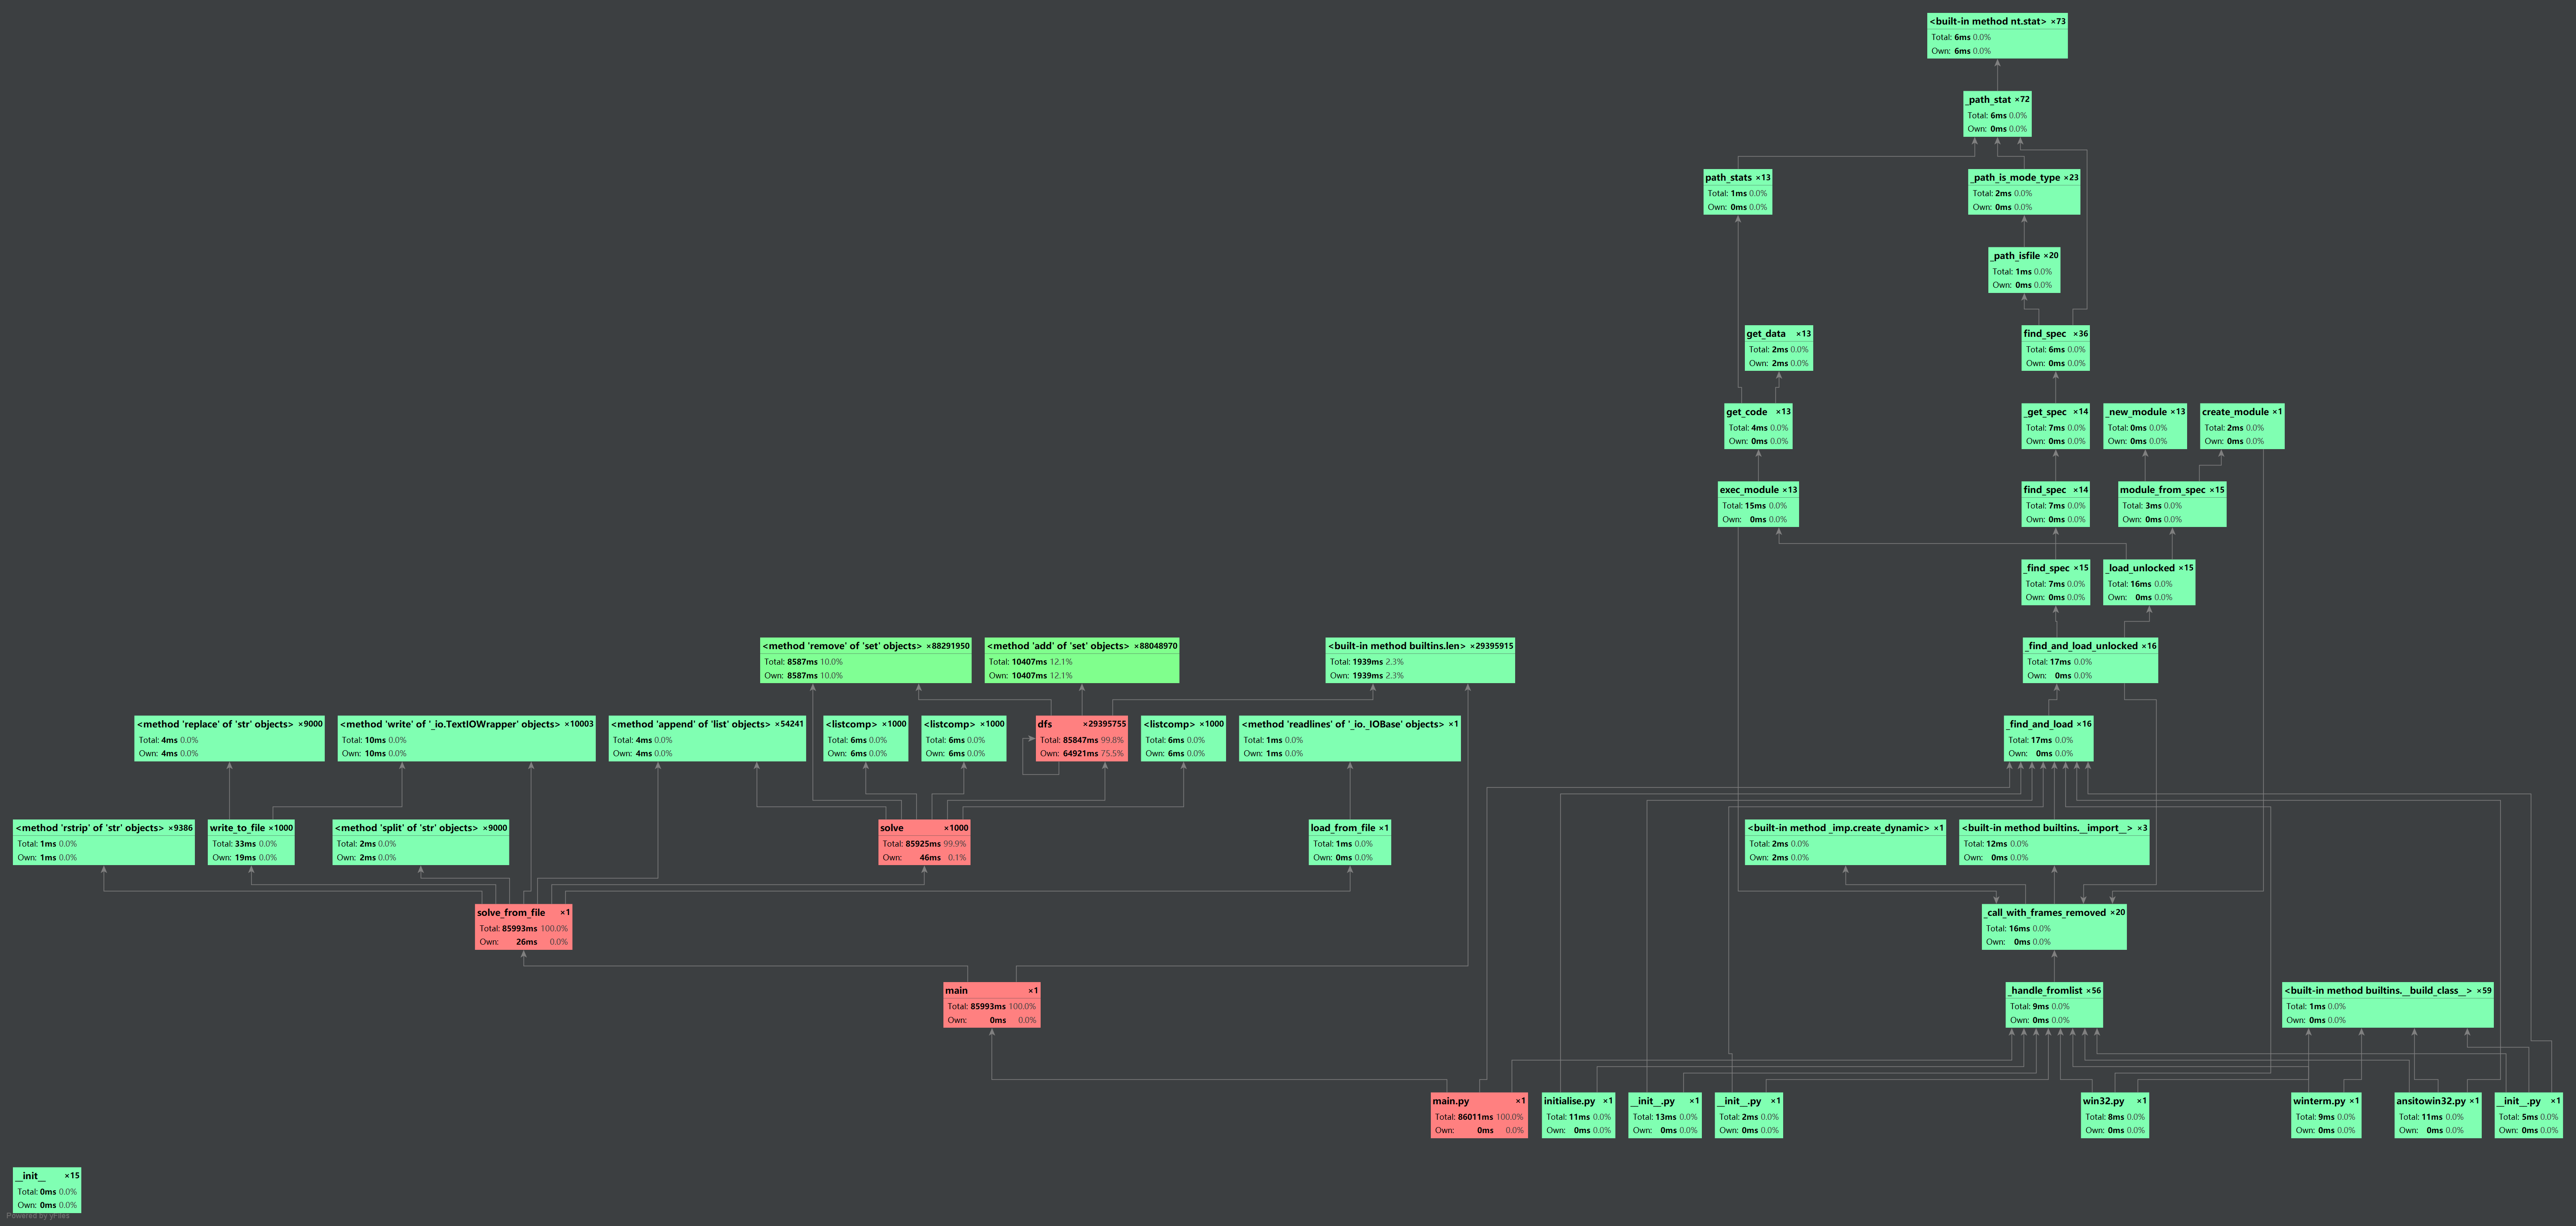 <built-in method nt.stat> ×73
Total: 6ms 0.0%
Own: 6ms 0.0%
_path_stat ×72
Total: 6ms 0.0%
Own: 0ms 0.0%
path_stats ×13
Total: 1ms 0.0%
Own: 0ms 0.0%
_path_is_mode_type ×23
Total: 2ms 0.0%
Own: 0ms 0.0%
_path_isfile ×20
Total: 1ms 0.0%
Own: 0ms 0.0%
get_data ×13
Total: 2ms 0.0%
Own: 2ms 0.0%
find_spec ×36
Total: 6ms 0.0%
Own: 0ms 0.0%
get_code ×13
Total: 4ms 0.0%
Own: 0ms 0.0%
_get_spec ×14
Total: 7ms 0.0%
Own: 0ms 0.0%
_new_module ×13
Total: 0ms 0.0%
Own: 0ms 0.0%
create_module ×1
Total: 2ms 0.0%
Own: 0ms 0.0%
exec_module ×13
Total: 15ms 0.0%
Own: 0ms 0.0%
find_spec ×14
Total: 7ms 0.0%
Own: 0ms 0.0%
module_from_spec ×15
Total: 3ms 0.0%
Own: 0ms 0.0%
_find_spec ×15
Total: 7ms 0.0%
Own: 0ms 0.0%
_load_unlocked ×15
Total: 16ms 0.0%
Own: 0ms 0.0%
<method 'remove' of 'set' objects> ×88291950
Total: 8587ms 10.0%
Own: 8587ms 10.0%
<method 'add' of 'set' objects> ×88048970
Total: 10407ms 12.1%
Own: 10407ms 12.1%
<built-in method builtins.len> ×29395915
Total: 1939ms 2.3%
Own: 1939ms 2.3%
_find_and_load_unlocked ×16
Total: 17ms 0.0%
Own: 0ms 0.0%
<method 'replace' of 'str' objects> ×9000
Total: 4ms 0.0%
Own: 4ms 0.0%
<method 'write' of '_io.TextIOWrapper' objects> ×10003
Total: 10ms 0.0%
Own: 10ms 0.0%
<method 'append' of 'list' objects> ×54241
Total: 4ms 0.0%
Own: 4ms 0.0%
<listcomp> ×1000
Total: 6ms 0.0%
Own: 6ms 0.0%
<listcomp> ×1000
Total: 6ms 0.0%
Own: 6ms 0.0%
dfs ×29395755
Total: 85847ms 99.8%
Own: 64921ms 75.5%
<listcomp> ×1000
Total: 6ms 0.0%
Own: 6ms 0.0%
<method 'readlines' of '_io._IOBase' objects> ×1
Total: 1ms 0.0%
Own: 1ms 0.0%
_find_and_load ×16
Total: 17ms 0.0%
Own: 0ms 0.0%
<method 'rstrip' of 'str' objects> ×9386
Total: 1ms 0.0%
Own: 1ms 0.0%
write_to_file ×1000
Total: 33ms 0.0%
Own: 19ms 0.0%
<method 'split' of 'str' objects> ×9000
Total: 2ms 0.0%
Own: 2ms 0.0%
solve ×1000
Total: 85925ms 99.9%
Own: 46ms 0.1%
load_from_file ×1
Total: 1ms 0.0%
Own: 0ms 0.0%
<built-in method _imp.create_dynamic> ×1
Total: 2ms 0.0%
Own: 2ms 0.0%
<built-in method builtins.__import__> ×3
Total: 12ms 0.0%
Own: 0ms 0.0%
solve_from_file ×1
Total: 85993ms 100.0%
Own: 26ms 0.0%
_call_with_frames_removed ×20
Total: 16ms 0.0%
Own: 0ms 0.0%
main ×1
Total: 85993ms 100.0%
Own: 0ms 0.0%
_handle_fromlist ×56
Total: 9ms 0.0%
Own: 0ms 0.0%
<built-in method builtins.__build_class__> ×59
Total: 1ms 0.0%
Own: 0ms 0.0%
main.py ×1
Total: 86011ms 100.0%
Own: 0ms 0.0%
initialise.py ×1
Total: 11ms 0.0%
Own: 0ms 0.0%
__init__.py ×1
Total: 13ms 0.0%
Own: 0ms 0.0%
__init__.py ×1
Total: 2ms 0.0%
Own: 0ms 0.0%
win32.py ×1
Total: 8ms 0.0%
Own: 0ms 0.0%
winterm.py ×1
Total: 9ms 0.0%
Own: 0ms 0.0%
ansitowin32.py ×1
Total: 11ms 0.0%
Own: 0ms 0.0%
__init__.py ×1
Total: 5ms 0.0%
Own: 0ms 0.0%
__init__ ×15
Total: 0ms 0.0%
Own: 0ms 0.0%
Powered by yFiles